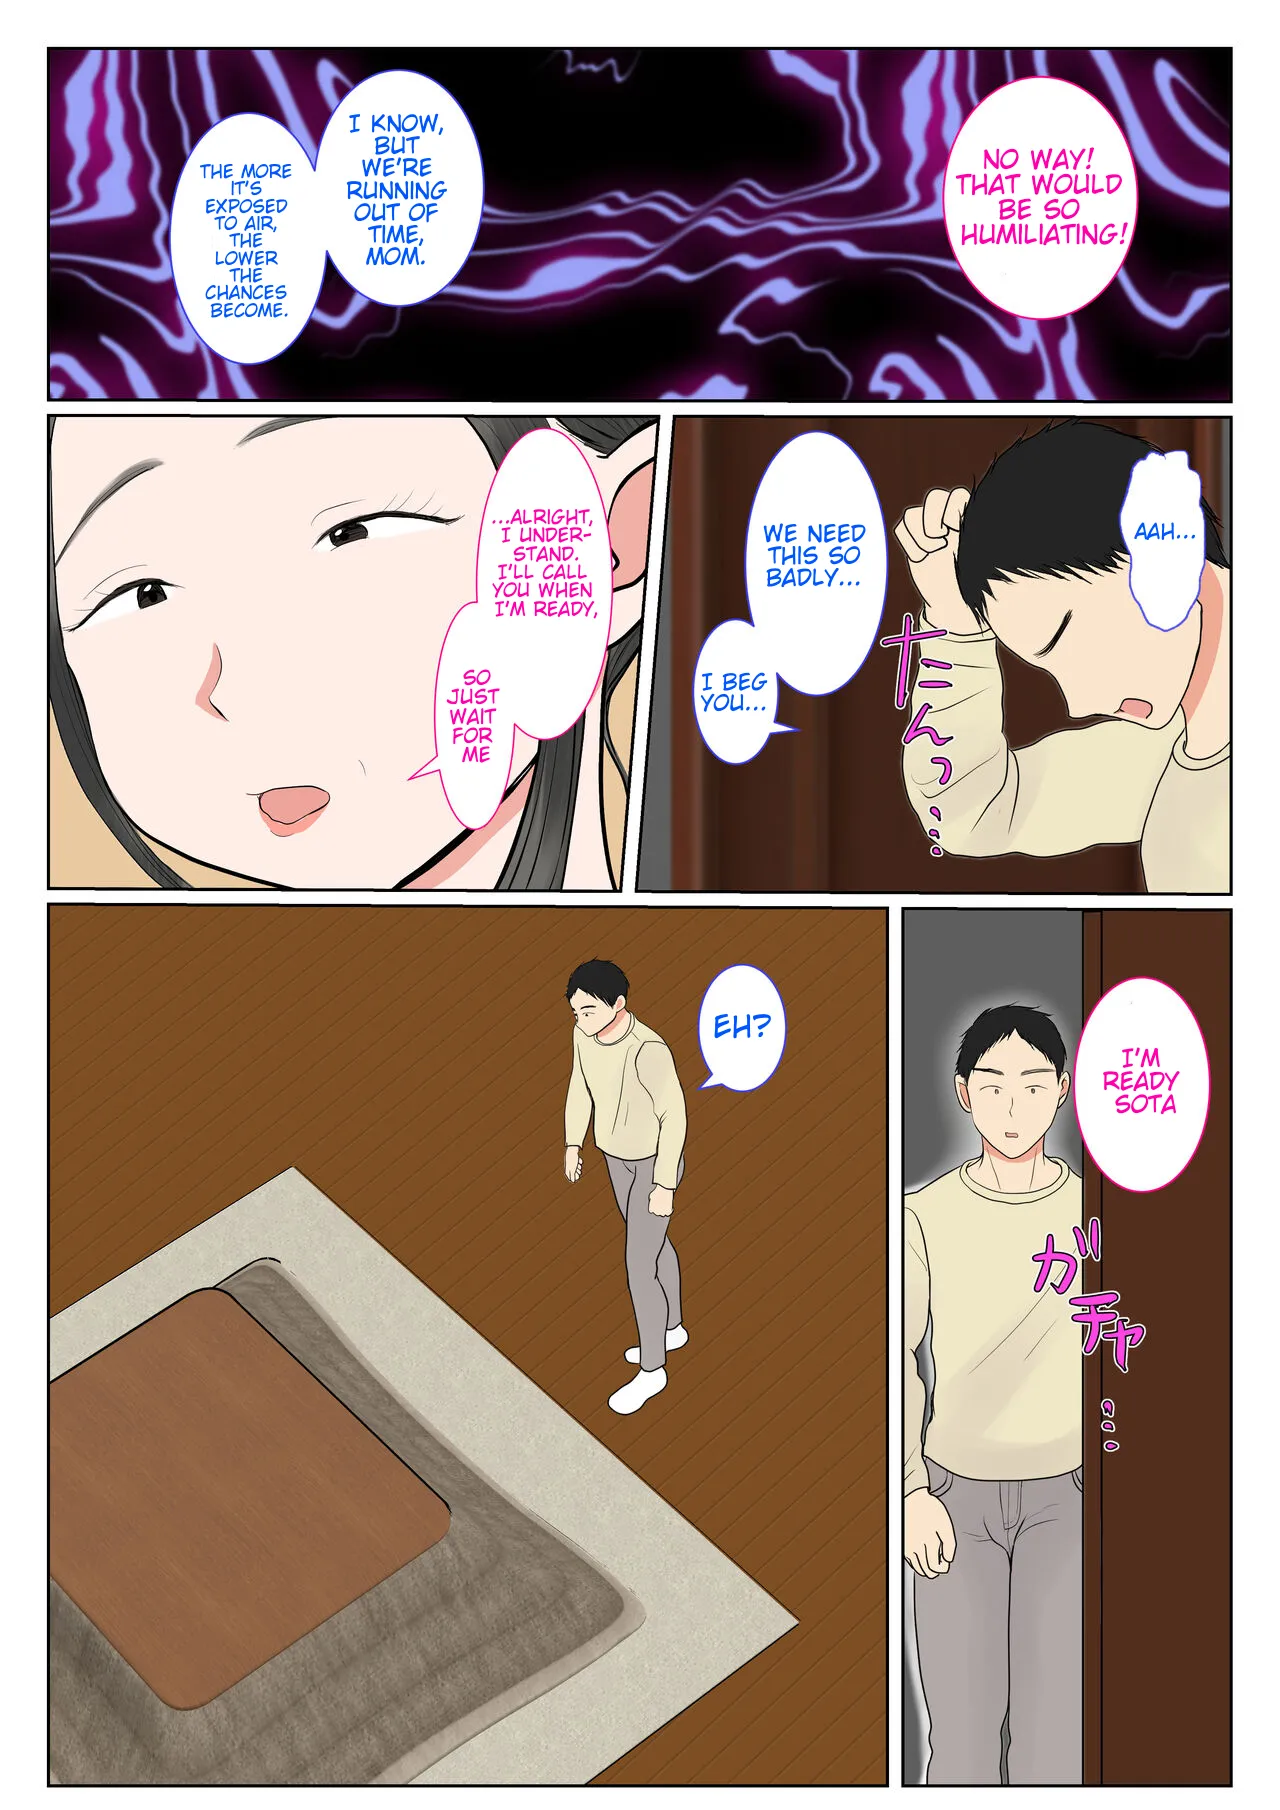 NO WAY!
THAT WOULD
BE SO
HUMILIATING!
I KNOW,
BUT
WE'RE
RUNNING
OUT OF
TIME,
MOM.
THE MORE
IT'S
EXPOSED
TO AIR,
THE
LOWER
THE
CHANCES
BECOME.
AAH...
WE NEED
THIS SO
BADLY...
I BEG
YOU...
たんっ…
...ALRIGHT,
I UNDER-
STAND.
I'LL CALL
YOU WHEN
I'M READY,
SO
JUST
WAIT
FOR
ME
I'M
READY
SOTA
ガチャ…
EH?